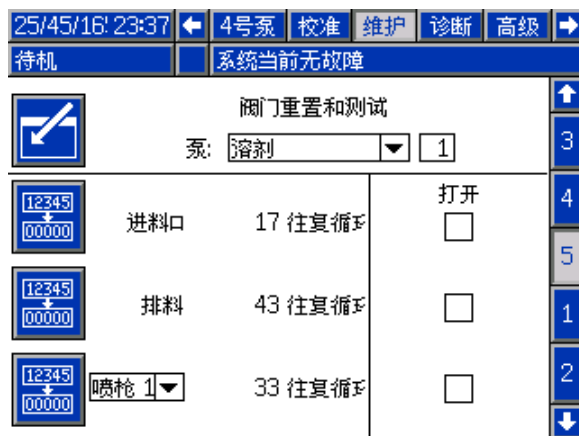 25/45/16 23:37 4号泵 校准 维护 诊断 高级
待机 系统当前无故障
阀门重置和测试
泵: 溶剂 1
打开
12345
00000
进料口 17 往复循环
12345
00000
排料 43 往复循环
12345
00000
喷枪 1 33 往复循环
3
4
5
1
2